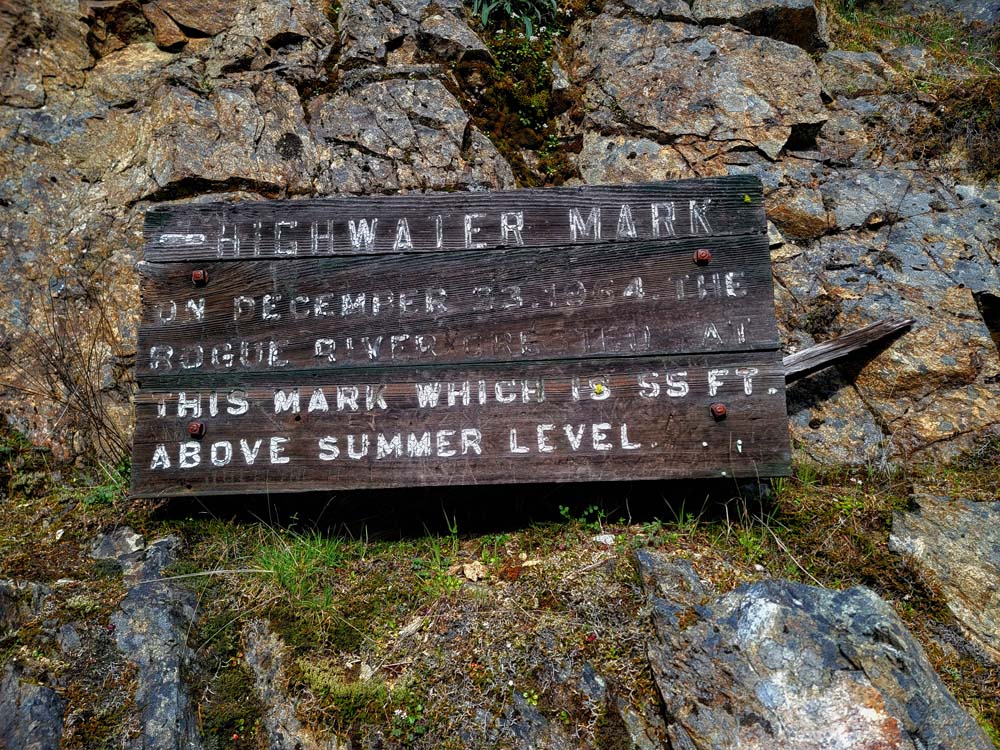 — HIGHWATER MARK
ON DECEMBER 23, 1964, THE
ROGUE RIVER CRESTED AT
THIS MARK WHICH IS 55 FT.
ABOVE SUMMER LEVEL.